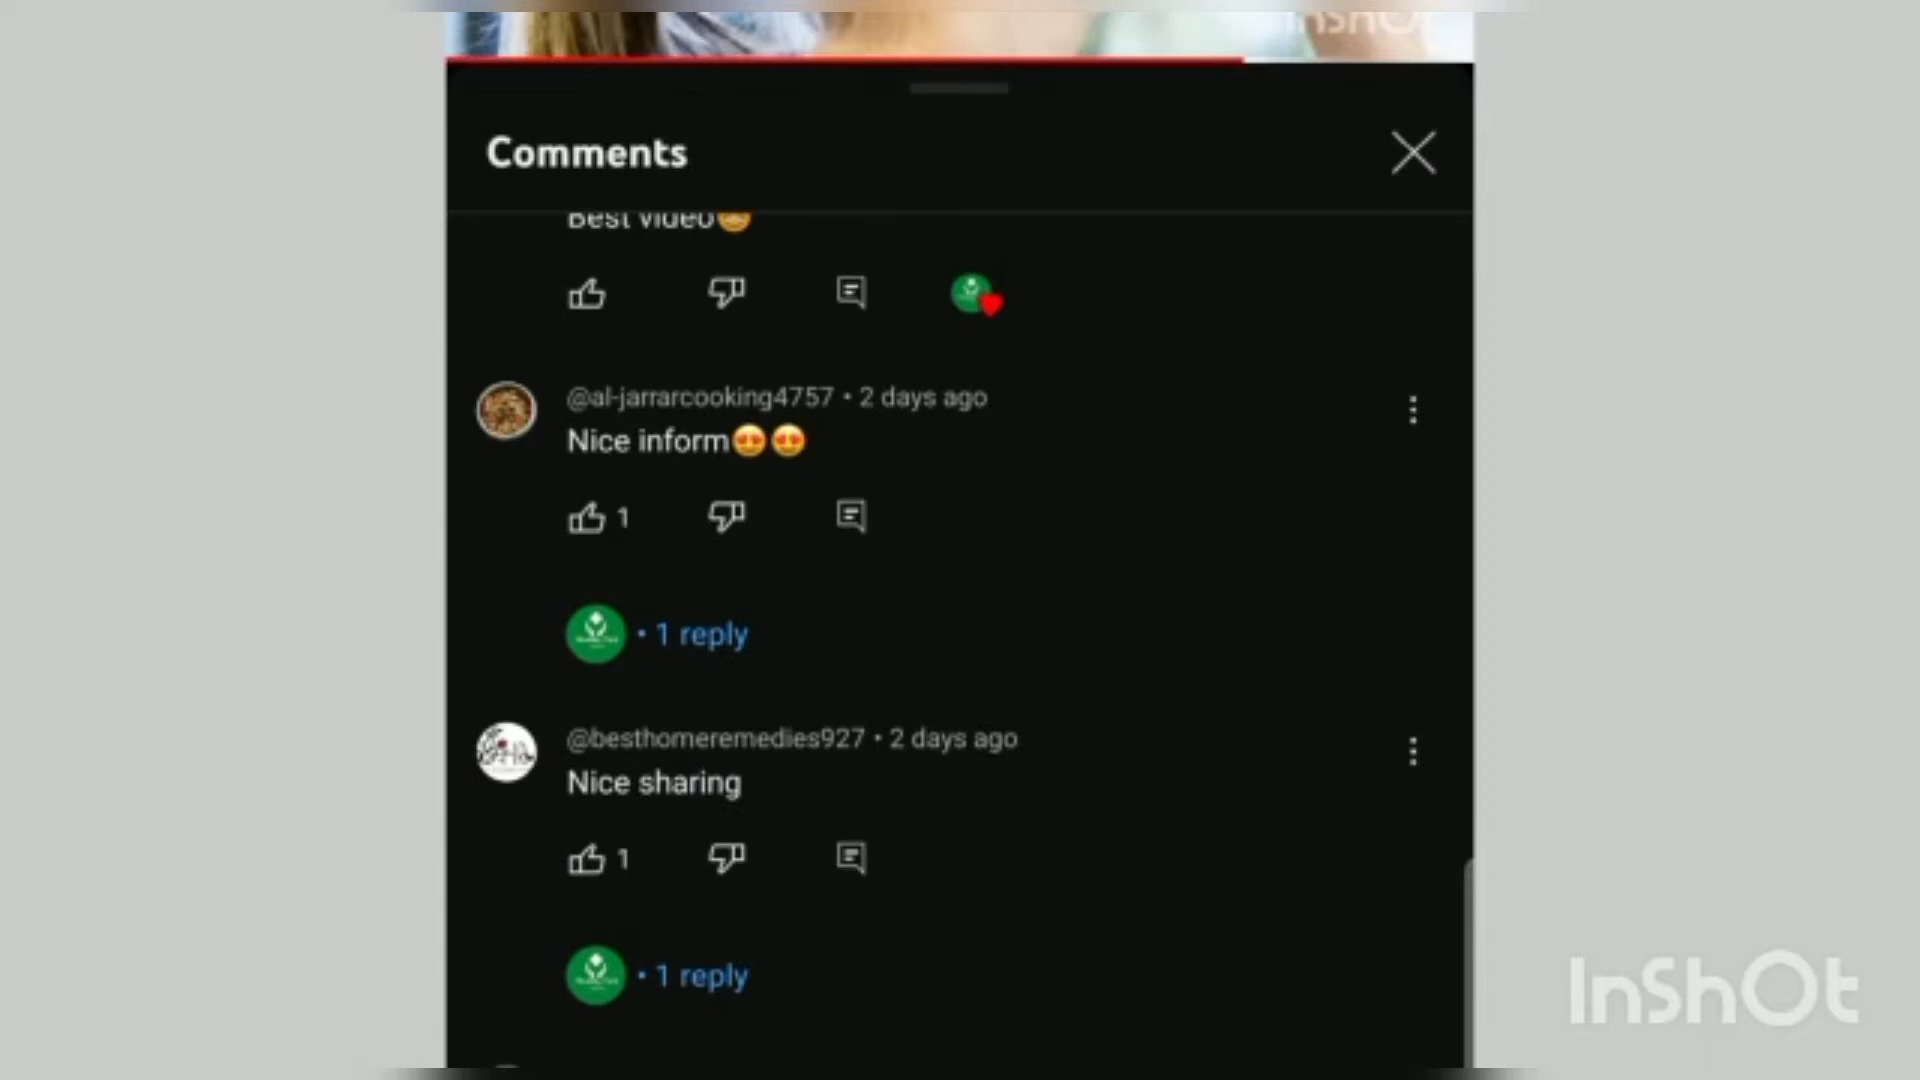 InShOt
Comments
Best video
@al-jarrarcooking4757 • 2 days ago
Nice inform😍😍
1
• 1 reply
@besthomeremedies927 • 2 days ago
Nice sharing
1
• 1 reply
InShOt